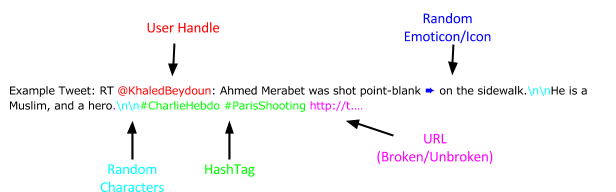 User Handle
Random
Emoticon/Icon
Example Tweet: RT @KhaledBeydoun: Ahmed Merabet was shot point-blank ➨ on the sidewalk.\n\nHe is a
Muslim, and a hero.\n\n#CharlieHebdo #ParisShooting http://t....
Random
Characters
HashTag
URL
(Broken/Unbroken)